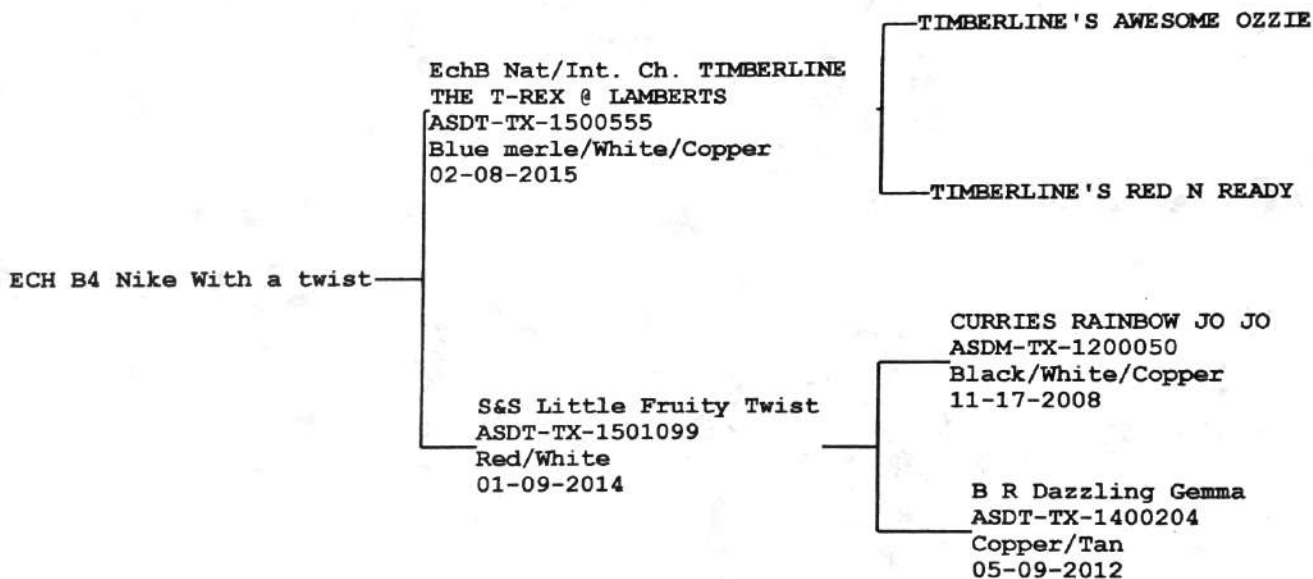 TIMBERLINE'S AWESOME OZZIE
EchB Nat/Int. Ch. TIMBERLINE
THE T-REX @ LAMBERTS
ASDT-TX-1500555
Blue merle/White/Copper
02-08-2015
TIMBERLINE'S RED N READY
ECH B4 Nike With a twist
CURRIES RAINBOW JO JO
ASDM-TX-1200050
Black/White/Copper
11-17-2008
S&S Little Fruity Twist
ASDT-TX-1501099
Red/White
01-09-2014
B R Dazzling Gemma
ASDT-TX-1400204
Copper/Tan
05-09-2012